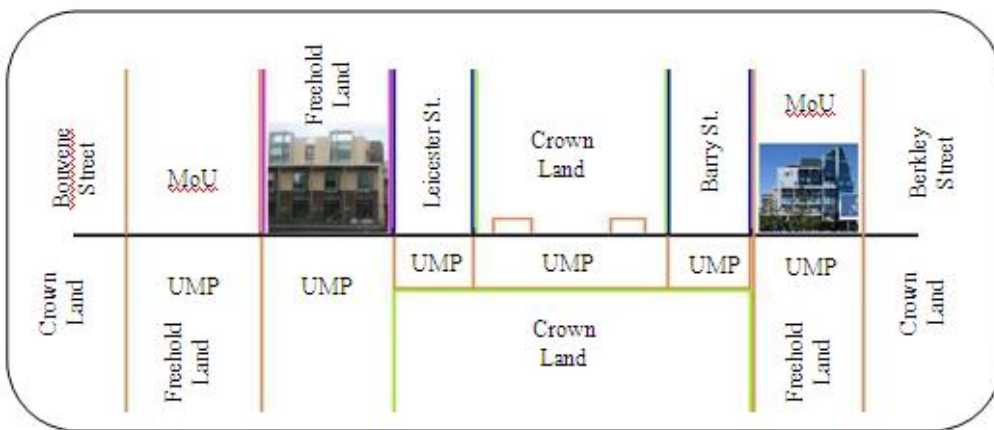 Bouvene
Street
MoU
Freehold
Land
Leicester St.
Crown
Land
Barry St.
MoU
Berkley
Street
Crown
Land
UMP
Freehold
Land
UMP
UMP
UMP
UMP
Crown
Land
UMP
Freehold
Land
Crown
Land